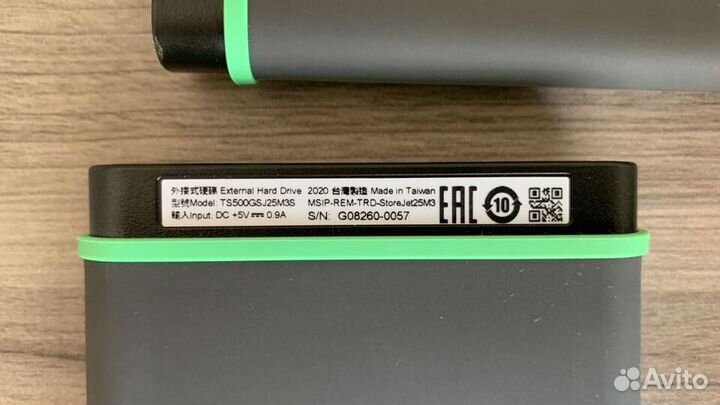 外接式硬碟 External Hard Drive 2020 台灣製造 Made in Taiwan
型號Model: TS500GSJ25M3S MSIP-REM-TRD-StoreJet25M3
輸入Input: DC +5V⎓0.9A S/N: G08260-0057
EAC
10
Avito